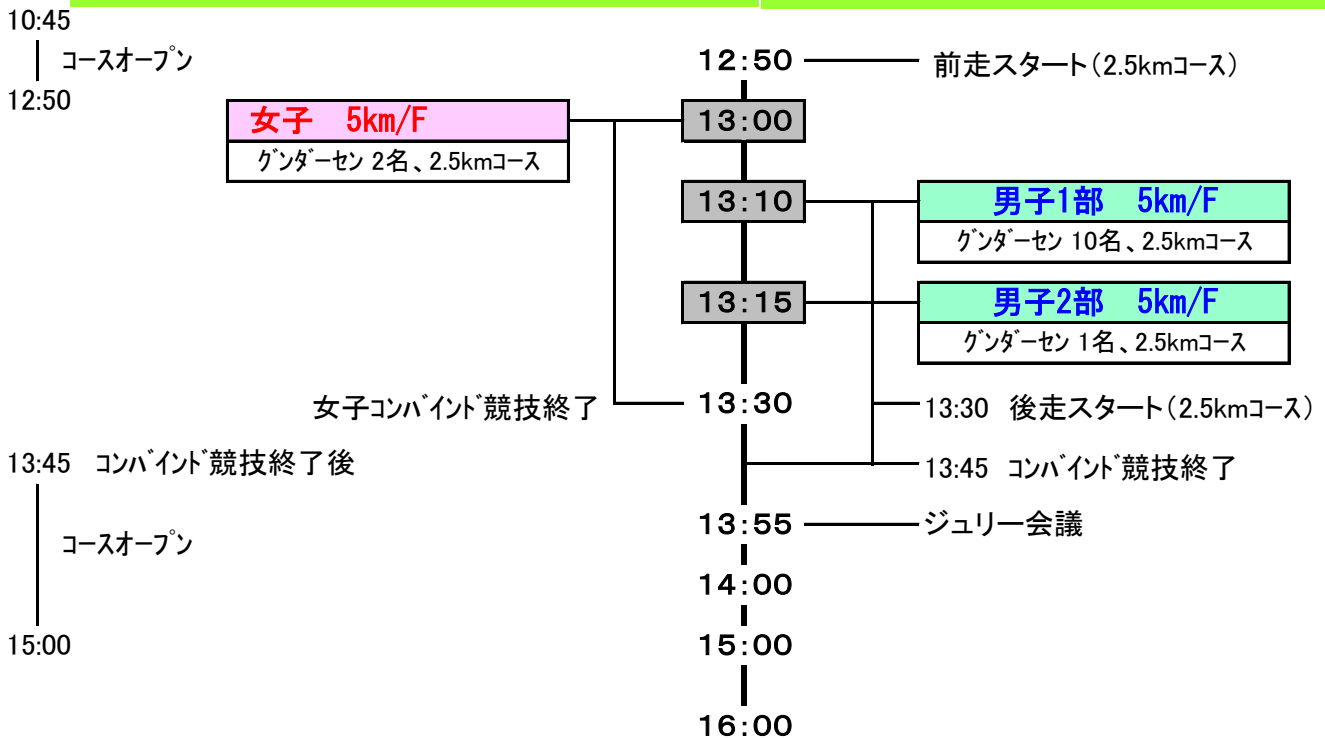 10:45
コースオープン
12:50
12:50
前走スタート(2.5kmコース)
女子　5km/F
グンダーセン 2名、2.5kmコース
13:00
13:10
男子1部　5km/F
グンダーセン 10名、2.5kmコース
13:15
男子2部　5km/F
グンダーセン 1名、2.5kmコース
女子コンバインド競技終了
13:30
13:30　後走スタート(2.5kmコース)
13:45　コンバインド競技終了後
13:45　コンバインド競技終了
13:55
ジュリー会議
コースオープン
14:00
15:00
15:00
16:00